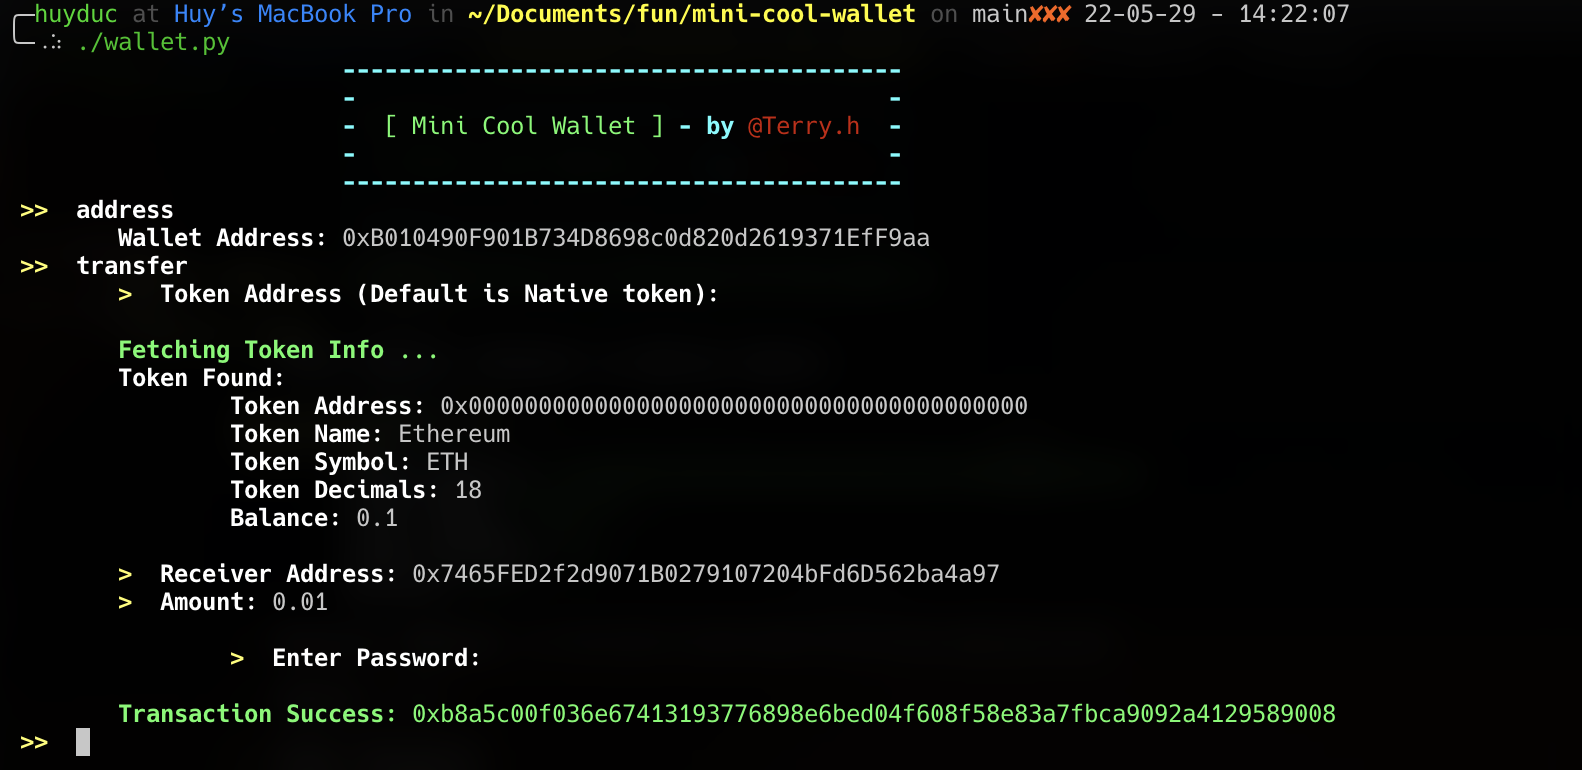 huyduc at Huy’s MacBook Pro in ~/Documents/fun/mini-cool-wallet on main✘✘✘ 22-05-29 - 14:22:07
./wallet.py
----------------------------------------
- -
- [ Mini Cool Wallet ] - by @Terry.h -
- -
----------------------------------------
>> address
Wallet Address: 0xB010490F901B734D8698c0d820d2619371EfF9aa
>> transfer
> Token Address (Default is Native token):
Fetching Token Info ...
Token Found:
Token Address: 0x0000000000000000000000000000000000000000
Token Name: Ethereum
Token Symbol: ETH
Token Decimals: 18
Balance: 0.1
> Receiver Address: 0x7465FED2f2d9071B0279107204bFd6D562ba4a97
> Amount: 0.01
> Enter Password:
Transaction Success: 0xb8a5c00f036e67413193776898e6bed04f608f58e83a7fbca9092a4129589008
>>